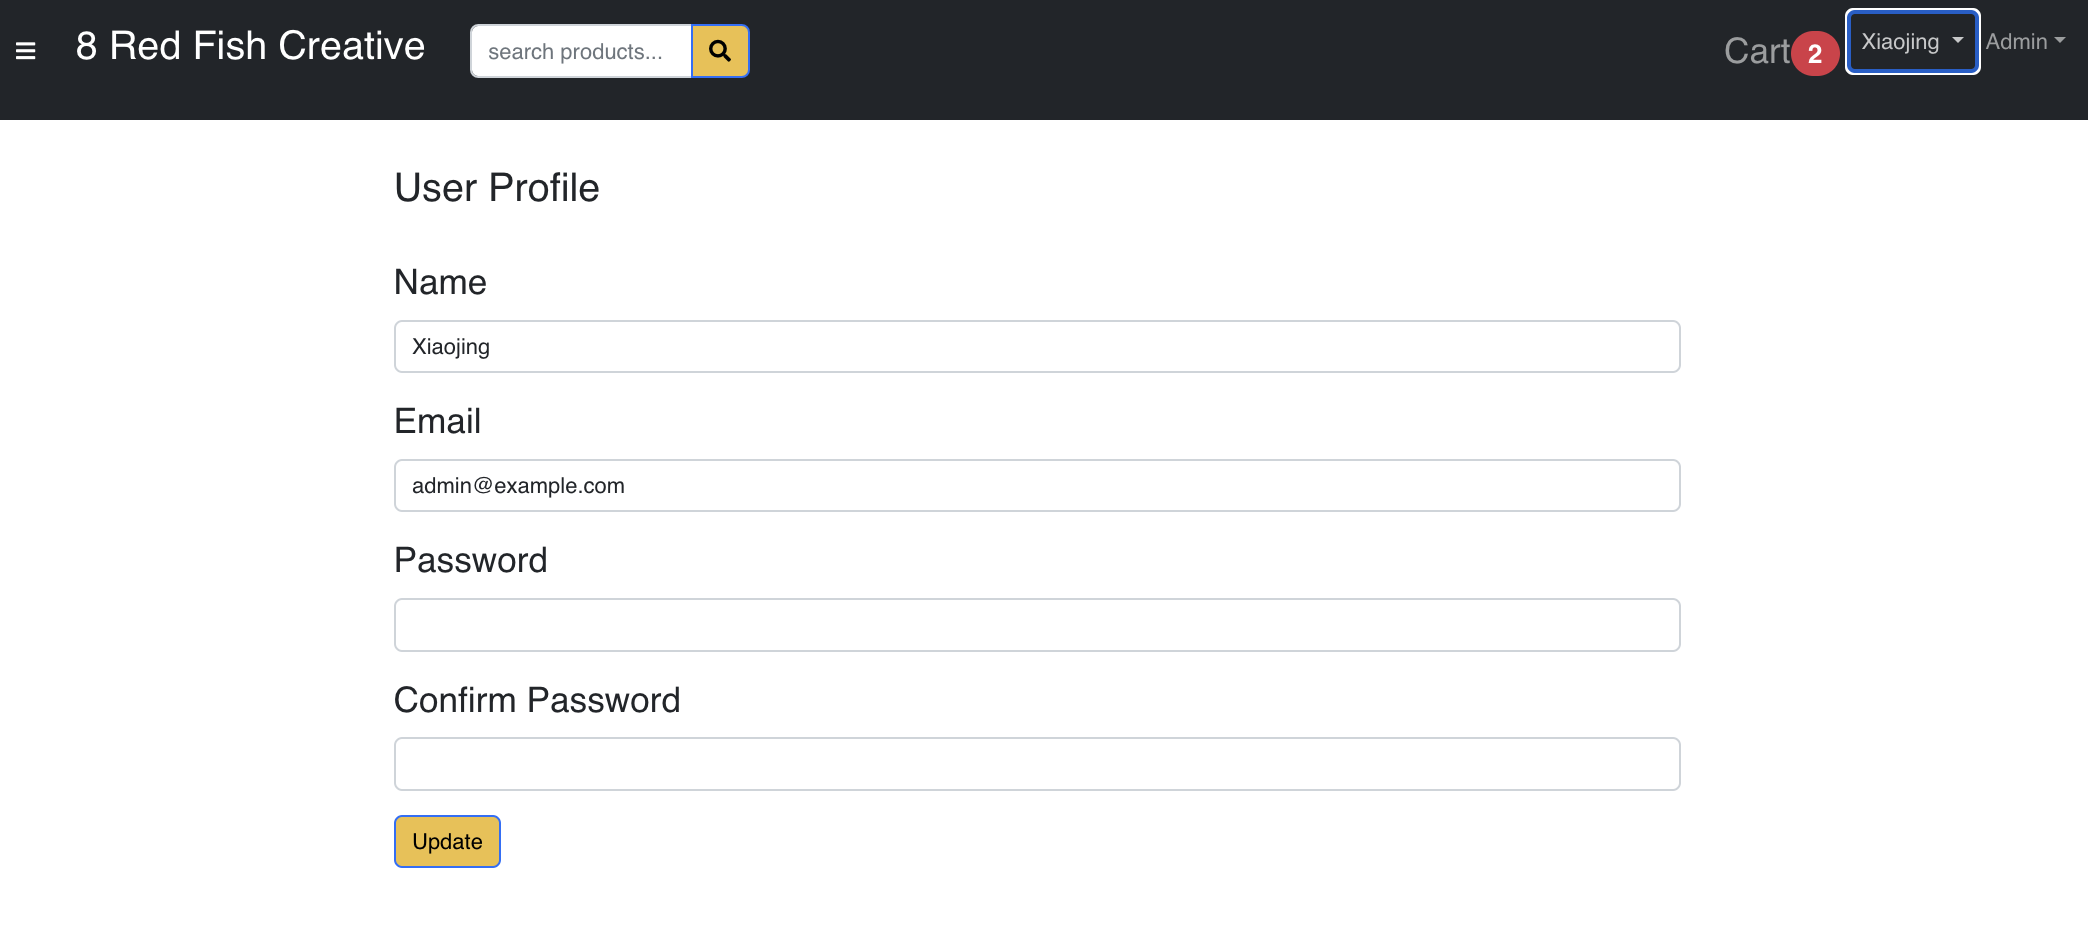 8 Red Fish Creative
search products...
Cart 2
Xiaojing
Admin
User Profile
Name
Xiaojing
Email
admin@example.com
Password
Confirm Password
Update